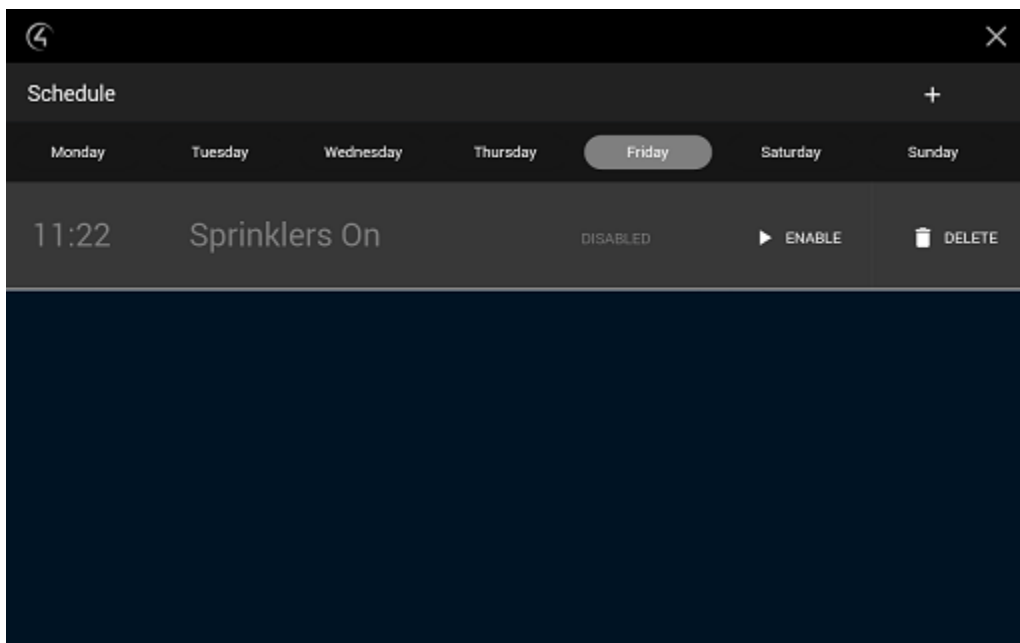 Schedule +
Monday Tuesday Wednesday Thursday Friday Saturday Sunday
11:22 Sprinklers On DISABLED ENABLE DELETE